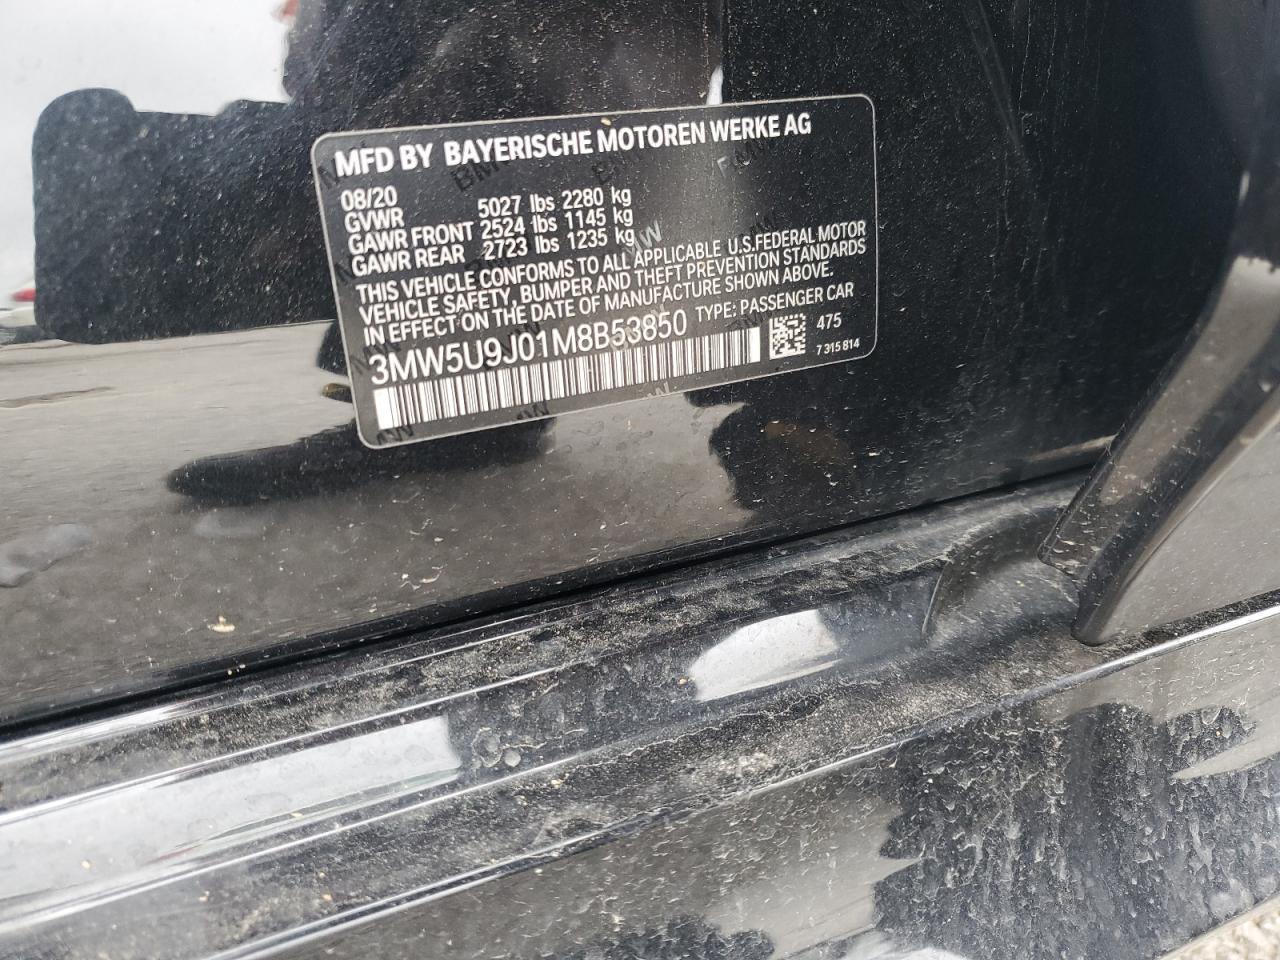 MFD BY BAYERISCHE MOTOREN WERKE AG
08/20
GVWR 5027 lbs 2280 kg
GAWR FRONT 2524 lbs 1145 kg
GAWR REAR 2723 lbs 1235 kg
THIS VEHICLE CONFORMS TO ALL APPLICABLE U.S.FEDERAL MOTOR
VEHICLE SAFETY, BUMPER AND THEFT PREVENTION STANDARDS
IN EFFECT ON THE DATE OF MANUFACTURE SHOWN ABOVE.
3MW5U9J01M8B53850 TYPE: PASSENGER CAR
475
7 315 814